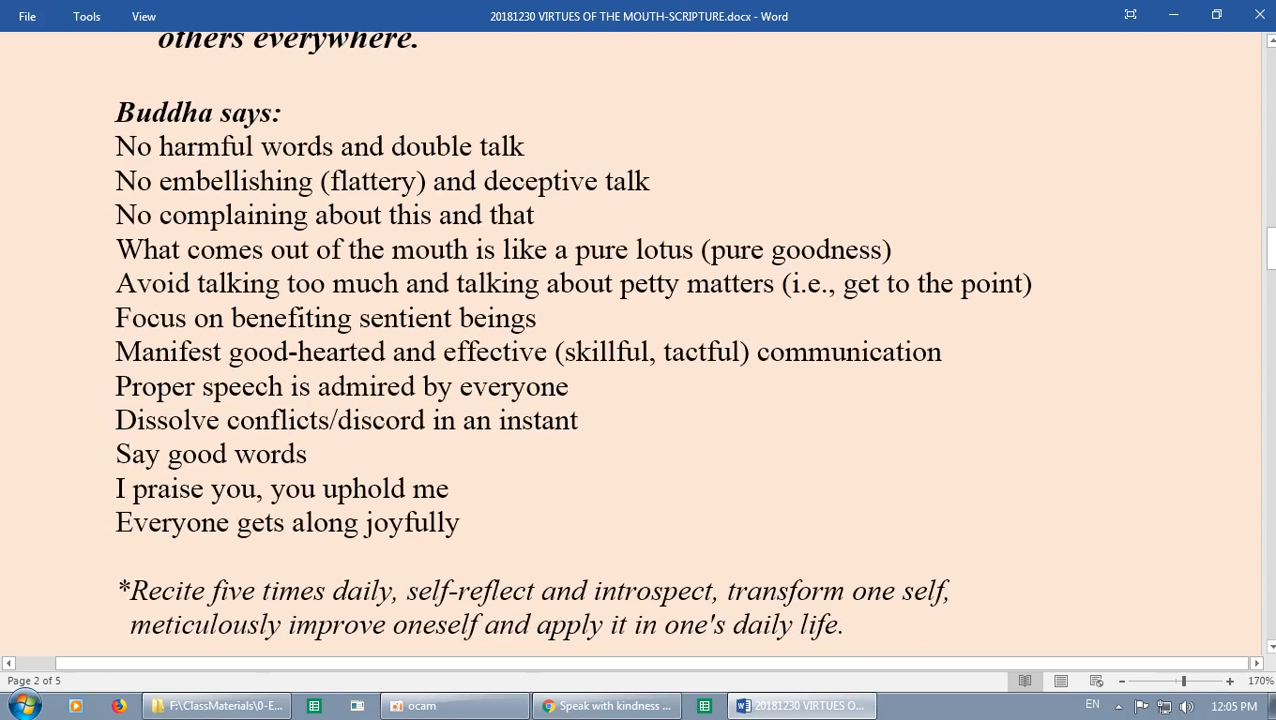 File Tools View 20181230 VIRTUES OF THE MOUTH-SCRIPTURE.docx - Word
others everywhere.
Buddha says:
No harmful words and double talk
No embellishing (flattery) and deceptive talk
No complaining about this and that
What comes out of the mouth is like a pure lotus (pure goodness)
Avoid talking too much and talking about petty matters (i.e., get to the point)
Focus on benefiting sentient beings
Manifest good-hearted and effective (skillful, tactful) communication
Proper speech is admired by everyone
Dissolve conflicts/discord in an instant
Say good words
I praise you, you uphold me
Everyone gets along joyfully
*Recite five times daily, self-reflect and introspect, transform one self,
meticulously improve oneself and apply it in one's daily life.
Page 2 of 5 170%
F:\ClassMaterials\0-E... ocam Speak with kindness ... 20181230 VIRTUES O... EN 12:05 PM